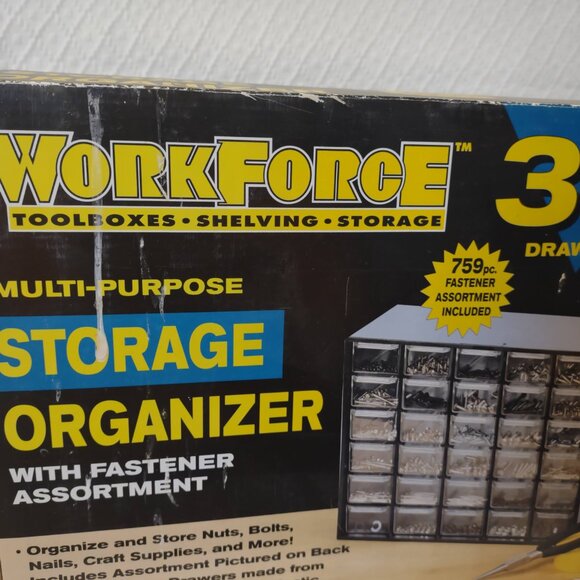 WORKFORCE™
TOOLBOXES • SHELVING • STORAGE
3
DRAW
759pc.
FASTENER
ASSORTMENT
INCLUDED
MULTI-PURPOSE
STORAGE
ORGANIZER
WITH FASTENER
ASSORTMENT
• Organize and Store Nuts, Bolts,
Nails, Craft Supplies, and More!
Includes Assortment Pictured on Back
Drawers made from